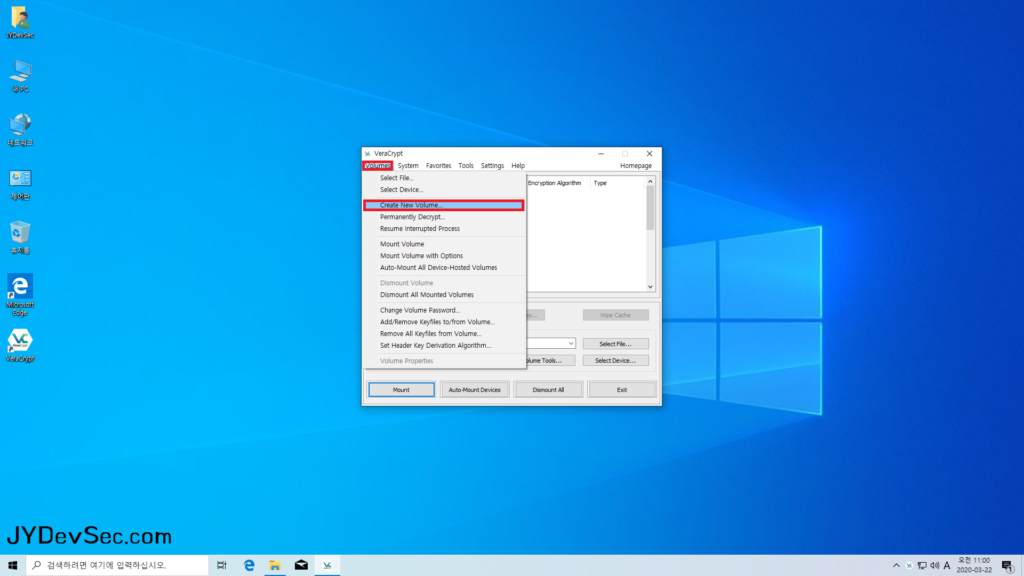 JYDevSec
내 PC
네트워크
제어판
휴지통
Microsoft
Edge
VeraCrypt
VeraCrypt
Volumes System Favorites Tools Settings Help Homepage
Select File...
Select Device...
Create New Volume...
Permanently Decrypt...
Resume Interrupted Process
Mount Volume
Mount Volume with Options
Auto-Mount All Device-Hosted Volumes
Dismount Volume
Dismount All Mounted Volumes
Change Volume Password...
Add/Remove Keyfiles to/from Volume...
Remove All Keyfiles from Volume...
Set Header Key Derivation Algorithm...
Volume Properties
Encryption Algorithm Type
Wipe Cache
Select File...
Tools... Select Device...
Mount Auto-Mount Devices Dismount All Exit
JYDevSec.com
검색하려면 여기에 입력하십시오.
A
오전 11:00
2020-03-22
1